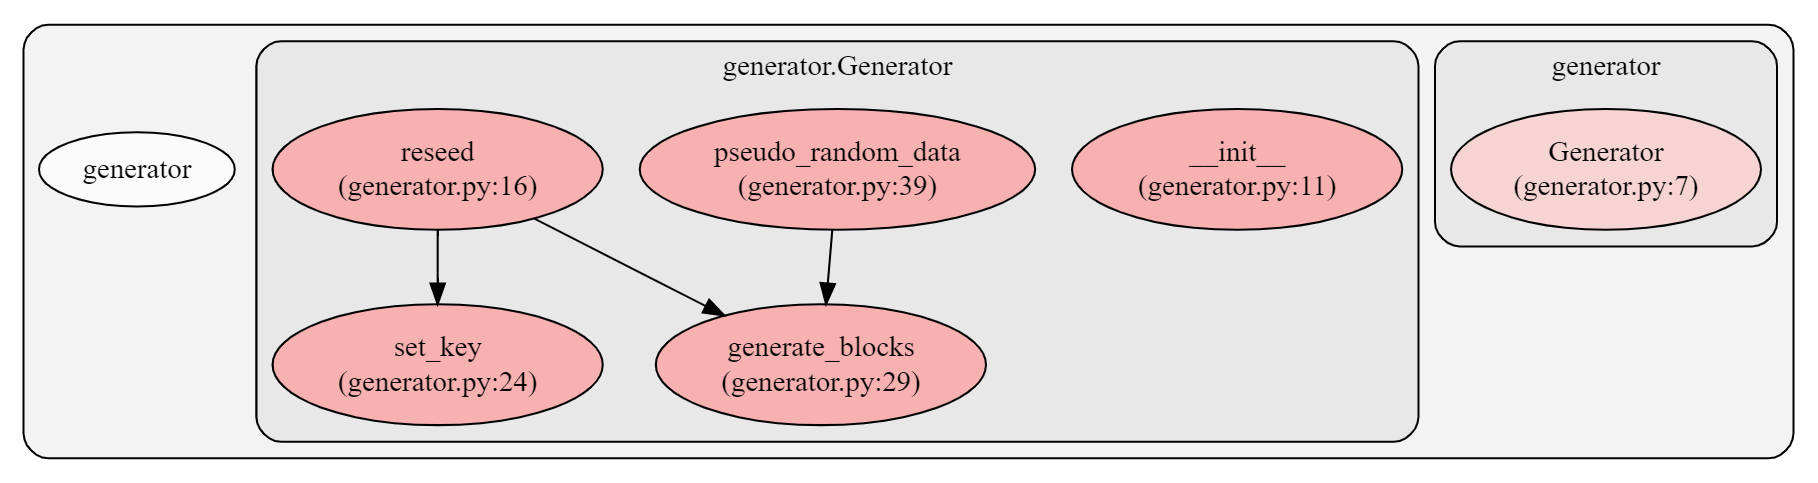 generator
generator.Generator
reseed
(generator.py:16)
pseudo_random_data
(generator.py:39)
__init__
(generator.py:11)
set_key
(generator.py:24)
generate_blocks
(generator.py:29)
generator
Generator
(generator.py:7)